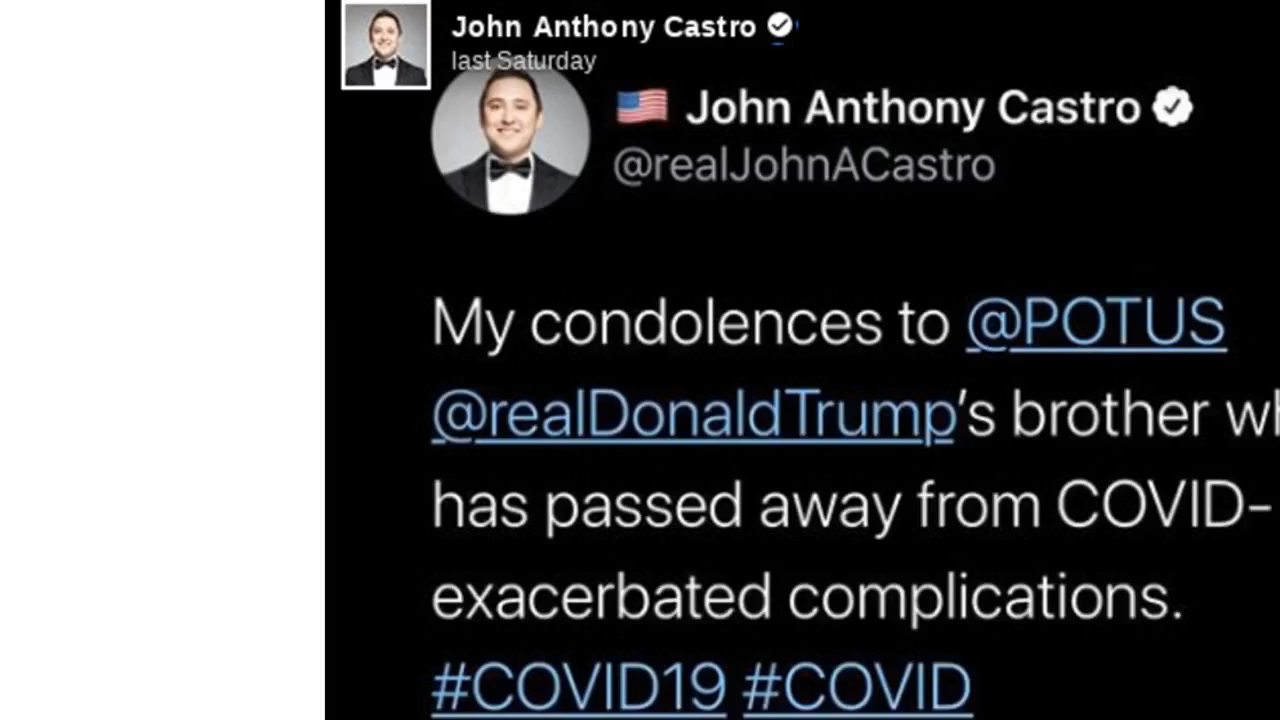 John Anthony Castro
last Saturday
🇺🇸 John Anthony Castro
@realJohnACastro
My condolences to @POTUS
@realDonaldTrump’s brother
has passed away from COVID-
exacerbated complications.
#COVID19 #COVID